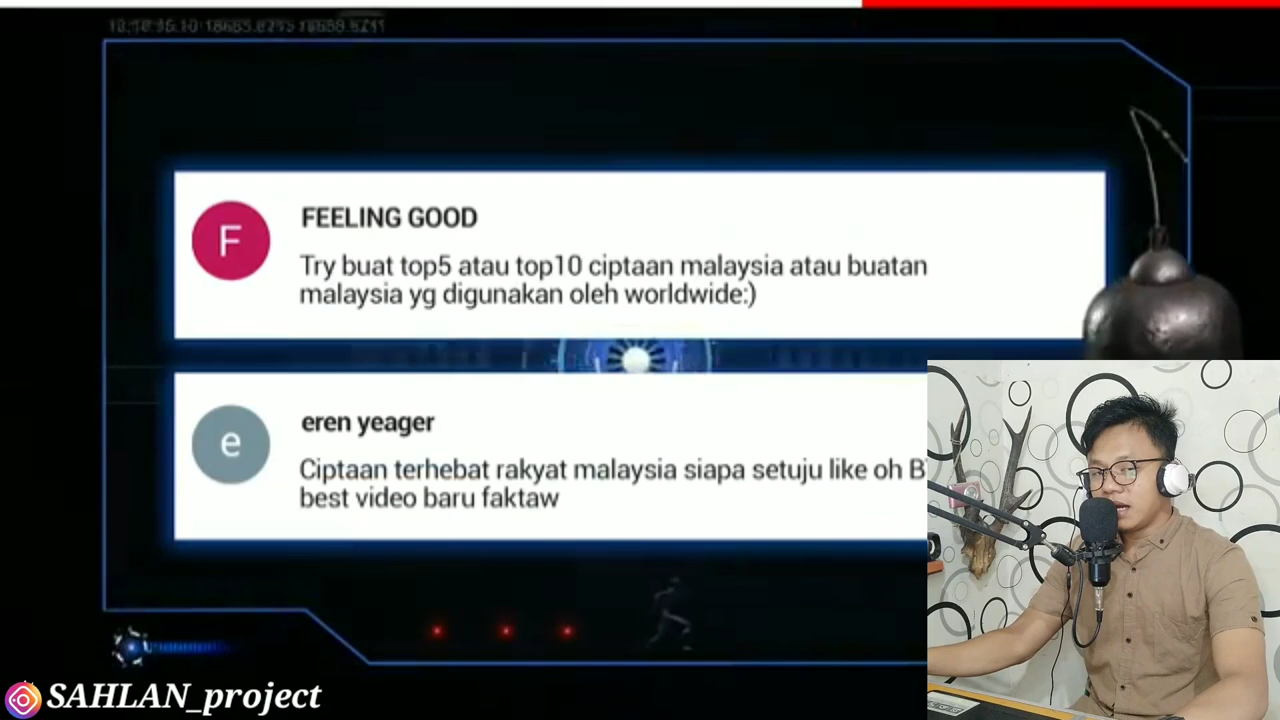 F
FEELING GOOD
Try buat top5 atau top10 ciptaan malaysia atau buatan
malaysia yg digunakan oleh worldwide:)
e
eren yeager
Ciptaan terhebat rakyat malaysia siapa setuju like oh
best video baru faktaw
SAHLAN_project